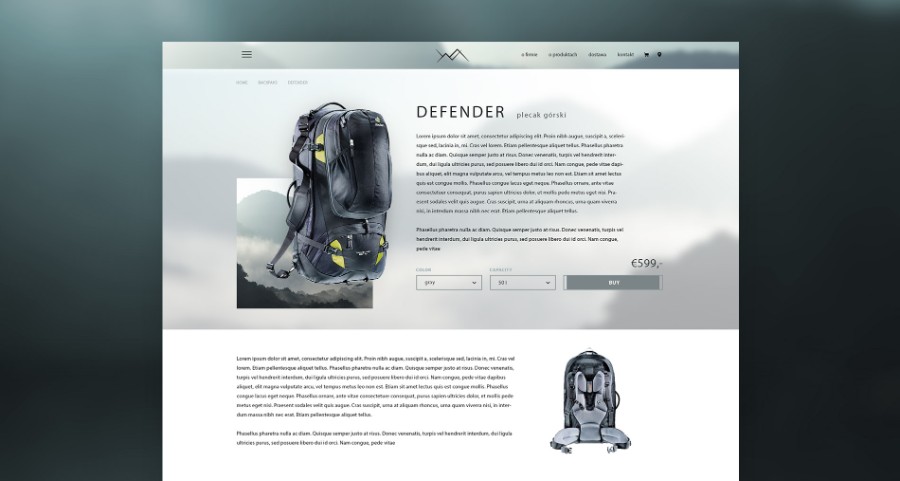 o firmie o produktach dostawa kontakt
HOME BACKPACK DEFENDER
DEFENDER plecak górski
Lorem ipsum dolor sit amet, consectetur adipiscing elit. Proin nibh augue, suscipit a, sceleri-
sque sed, lacinia in, mi. Cras vel lorem. Etiam pellentesque aliquet tellus. Phasellus pharetra
nulla ac diam. Quisque semper justo at risus. Donec venenatis, turpis vel hendrerit inter-
dum, dui ligula ultricies purus, sed posuere libero dui id orci. Nam congue, pede vitae dapi-
bus aliquet, elit magna vulputate arcu, vel tempus metus leo non est. Etiam sit amet lectus
quis est congue mollis. Phasellus congue lacus eget neque. Phasellus ornare, ante vitae
consectetuer consequat, purus sapien ultricies dolor, et mollis pede metus eget nisi. Prae-
esent sodales velit quis augue. Cras suscipit, urna at aliquam rhoncus, urna quam viverra
nisi, in interdum massa nibh nec erat. Etiam pellentesque aliquet tellus.
Phasellus pharetra nulla ac diam. Quisque semper justo at risus. Donec venenatis, turpis vel
hendrerit interdum, dui ligula ultricies purus, sed posuere libero dui id orci. Nam congue,
pede vitae
€599,-
COLOR CAPACITY
grey 50 l BUY
Lorem ipsum dolor sit amet, consectetur adipiscing elit. Proin nibh augue, suscipit a, scelerisque sed, lacinia in, mi. Cras vel
lorem. Etiam pellentesque aliquet tellus. Phasellus pharetra nulla ac diam. Quisque semper justo at risus. Donec venenatis,
turpis vel hendrerit interdum, dui ligula ultricies purus, sed posuere libero dui id orci. Nam congue, pede vitae dapibus
aliquet, elit magna vulputate arcu, vel tempus metus leo non est. Etiam sit amet lectus quis est congue mollis. Phasellus
congue lacus eget neque. Phasellus ornare, ante vitae consectetuer consequat, purus sapien ultricies dolor, et mollis pede
metus eget nisi. Praesent sodales velit quis augue. Cras suscipit, urna at aliquam rhoncus, urna quam viverra nisi, in inter-
dum massa nibh nec erat. Etiam pellentesque aliquet tellus.
Phasellus pharetra nulla ac diam. Quisque semper justo at risus. Donec venenatis, turpis vel hendrerit interdum, dui ligula
ultricies purus, sed posuere libero dui id orci. Nam congue, pede vitae